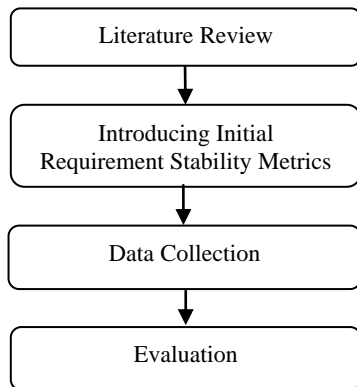 Literature Review
Introducing Initial
Requirement Stability Metrics
Data Collection
Evaluation